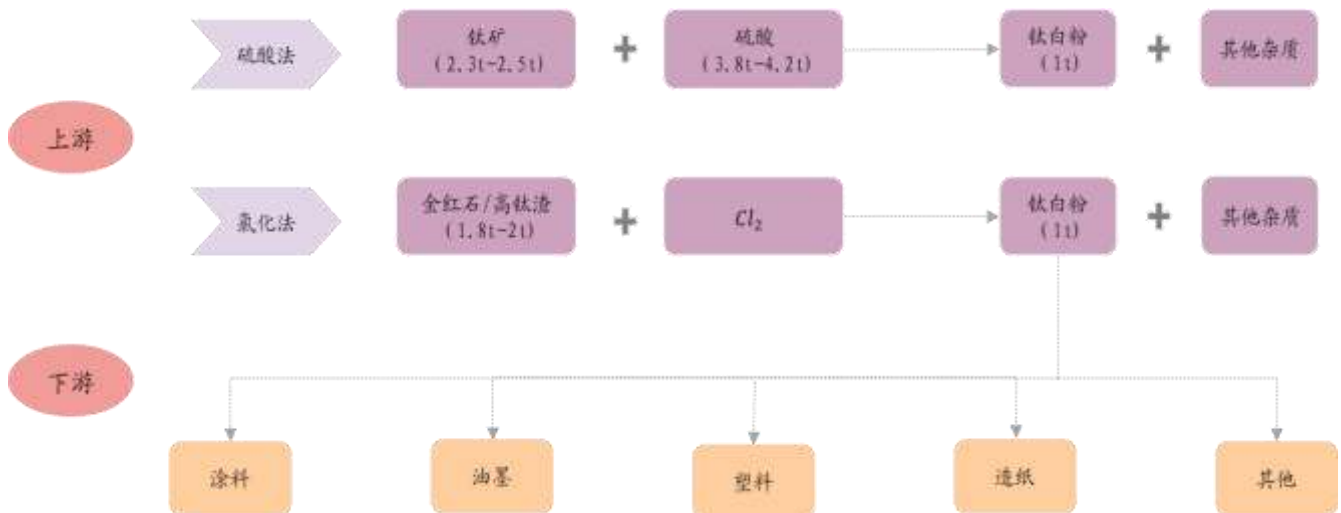 硫酸法
钛矿
(2.3t-2.5t)
+
硫酸
(3.8t-4.2t)
钛白粉
(1t)
+
其他杂质
上游
氯化法
金红石/高钛渣
(1.8t-2t)
+
Cl₂
钛白粉
(1t)
+
其他杂质
下游
涂料
油墨
塑料
造纸
其他